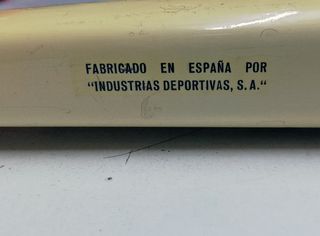 FABRICADO EN ESPAÑA POR
"INDUSTRIAS DEPORTIVAS, S.A."